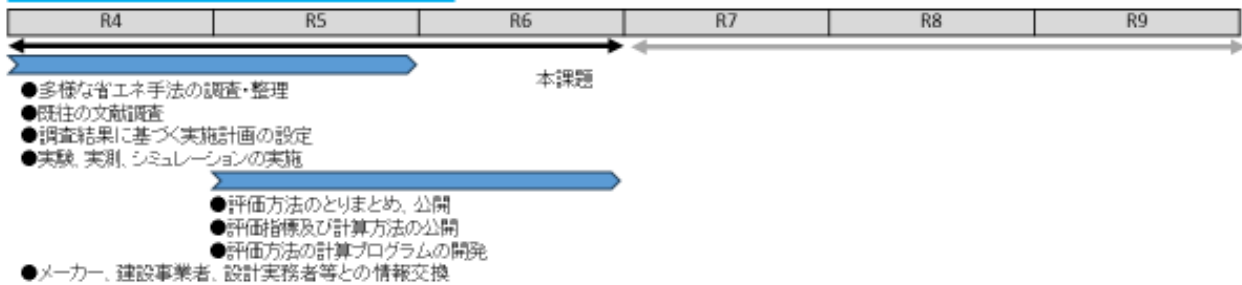 R4 R5 R6 R7 R8 R9
本課題
●多様な省エネ手法の調査・整理
●既往の文献調査
●調査結果に基づく実施計画の設定
●実験、実測、シミュレーションの実施
●評価方法のとりまとめ、公開
●評価指標及び計算方法の公開
●評価方法の計算プログラムの開発
●メーカー、建設事業者、設計実務者等との情報交換